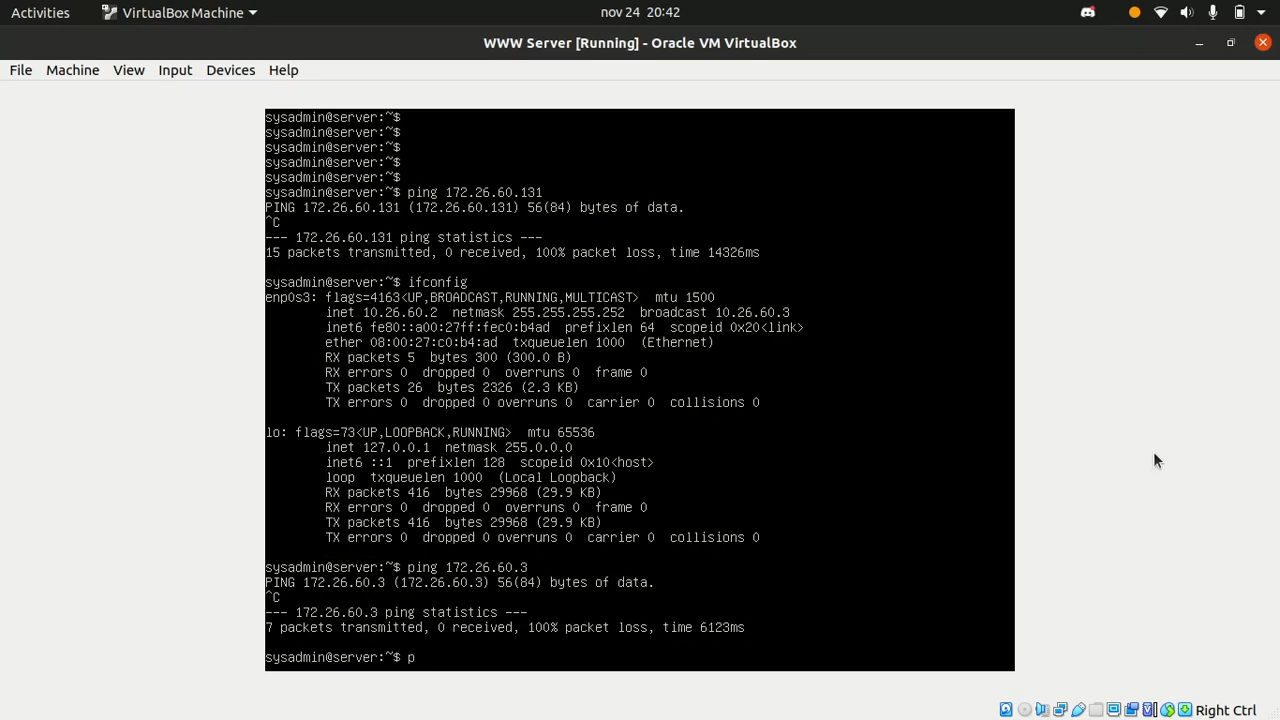 Activities VirtualBox Machine nov 24 20:42
WWW Server [Running] - Oracle VM VirtualBox
File Machine View Input Devices Help
sysadmin@server:~$
sysadmin@server:~$
sysadmin@server:~$
sysadmin@server:~$
sysadmin@server:~$
sysadmin@server:~$ ping 172.26.60.131
PING 172.26.60.131 (172.26.60.131) 56(84) bytes of data.
^C
--- 172.26.60.131 ping statistics ---
15 packets transmitted, 0 received, 100% packet loss, time 14326ms
sysadmin@server:~$ ifconfig
enp0s3: flags=4163<UP,BROADCAST,RUNNING,MULTICAST> mtu 1500
inet 10.26.60.2 netmask 255.255.255.252 broadcast 10.26.60.3
inet6 fe80::a00:27ff:fec0:b4ad prefixlen 64 scopeid 0x20<link>
ether 08:00:27:c0:b4:ad txqueuelen 1000 (Ethernet)
RX packets 5 bytes 300 (300.0 B)
RX errors 0 dropped 0 overruns 0 frame 0
TX packets 26 bytes 2326 (2.3 KB)
TX errors 0 dropped 0 overruns 0 carrier 0 collisions 0
lo: flags=73<UP,LOOPBACK,RUNNING> mtu 65536
inet 127.0.0.1 netmask 255.0.0.0
inet6 ::1 prefixlen 128 scopeid 0x10<host>
loop txqueuelen 1000 (Local Loopback)
RX packets 416 bytes 29968 (29.9 KB)
RX errors 0 dropped 0 overruns 0 frame 0
TX packets 416 bytes 29968 (29.9 KB)
TX errors 0 dropped 0 overruns 0 carrier 0 collisions 0
sysadmin@server:~$ ping 172.26.60.3
PING 172.26.60.3 (172.26.60.3) 56(84) bytes of data.
^C
--- 172.26.60.3 ping statistics ---
7 packets transmitted, 0 received, 100% packet loss, time 6123ms
sysadmin@server:~$ p
Right Ctrl